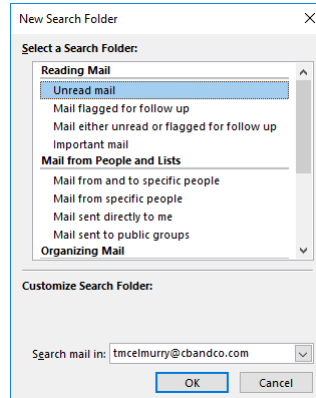 New Search Folder
Select a Search Folder:
Reading Mail
Unread mail
Mail flagged for follow up
Mail either unread or flagged for follow up
Important mail
Mail from People and Lists
Mail from and to specific people
Mail from specific people
Mail sent directly to me
Mail sent to public groups
Organizing Mail
Customize Search Folder:
Search mail in: tmcelmurry@cbandco.com
OK Cancel